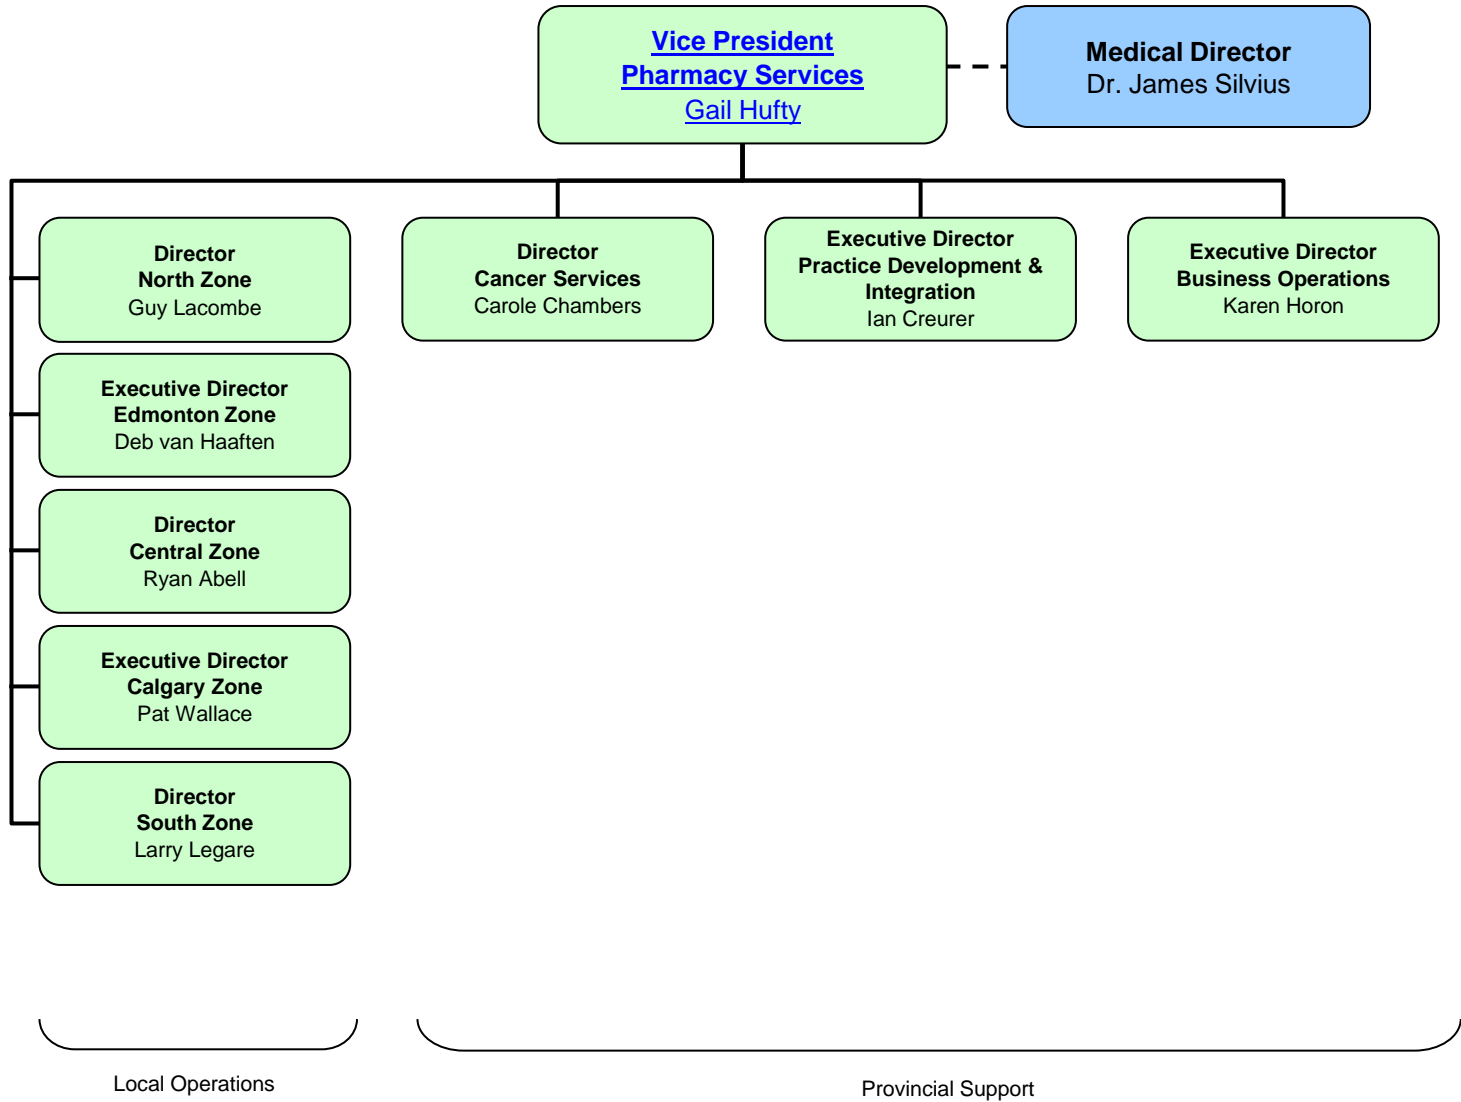 Vice President
Pharmacy Services
Gail Hufty
Medical Director
Dr. James Silvius
Director
North Zone
Guy Lacombe
Executive Director
Edmonton Zone
Deb van Haaften
Director
Central Zone
Ryan Abell
Executive Director
Calgary Zone
Pat Wallace
Director
South Zone
Larry Legare
Director
Cancer Services
Carole Chambers
Executive Director
Practice Development &
Integration
Ian Creurer
Executive Director
Business Operations
Karen Horon
Local Operations
Provincial Support